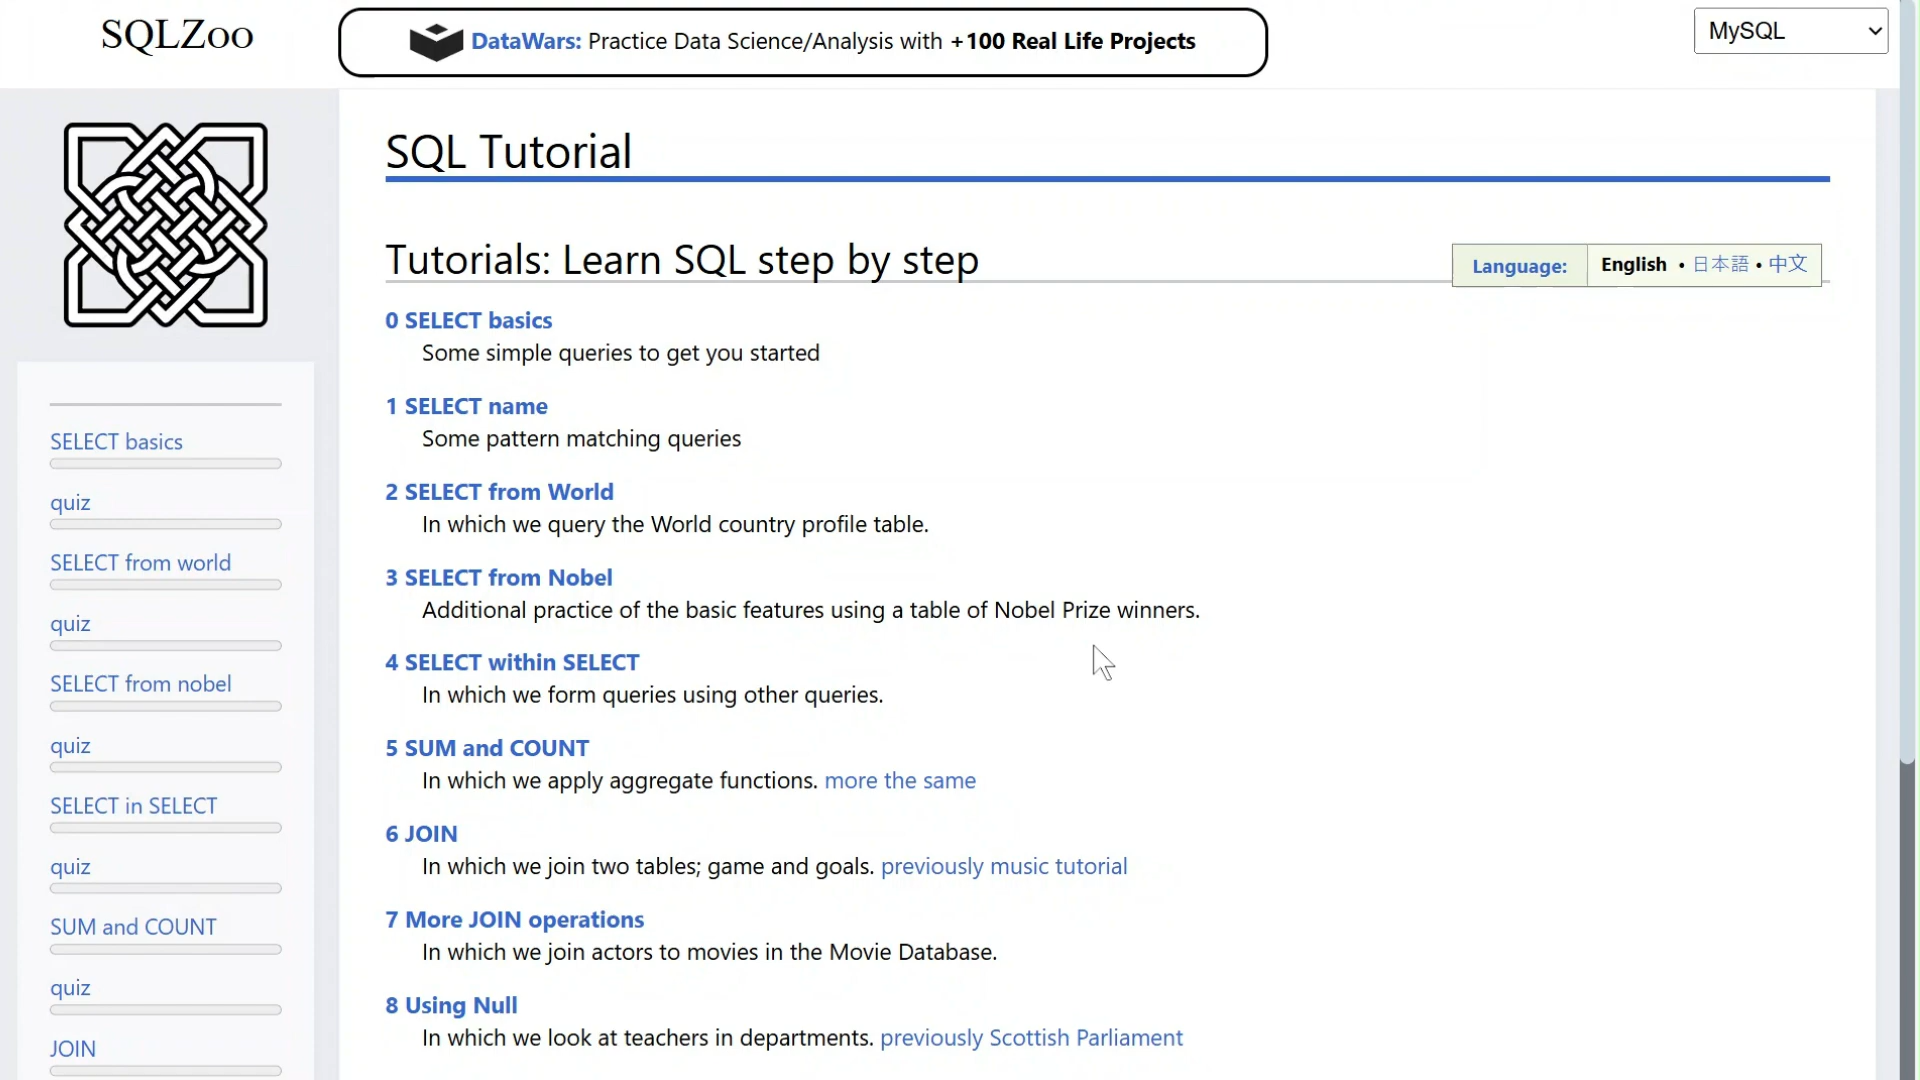 SQLZoo
DataWars: Practice Data Science/Analysis with +100 Real Life Projects
MySQL
SQL Tutorial
Tutorials: Learn SQL step by step
Language: English • 日本語 • 中文
0 SELECT basics
Some simple queries to get you started
1 SELECT name
Some pattern matching queries
2 SELECT from World
In which we query the World country profile table.
3 SELECT from Nobel
Additional practice of the basic features using a table of Nobel Prize winners.
4 SELECT within SELECT
In which we form queries using other queries.
5 SUM and COUNT
In which we apply aggregate functions. more the same
6 JOIN
In which we join two tables; game and goals. previously music tutorial
7 More JOIN operations
In which we join actors to movies in the Movie Database.
8 Using Null
In which we look at teachers in departments. previously Scottish Parliament
SELECT basics
quiz
SELECT from world
quiz
SELECT from nobel
quiz
SELECT in SELECT
quiz
SUM and COUNT
quiz
JOIN